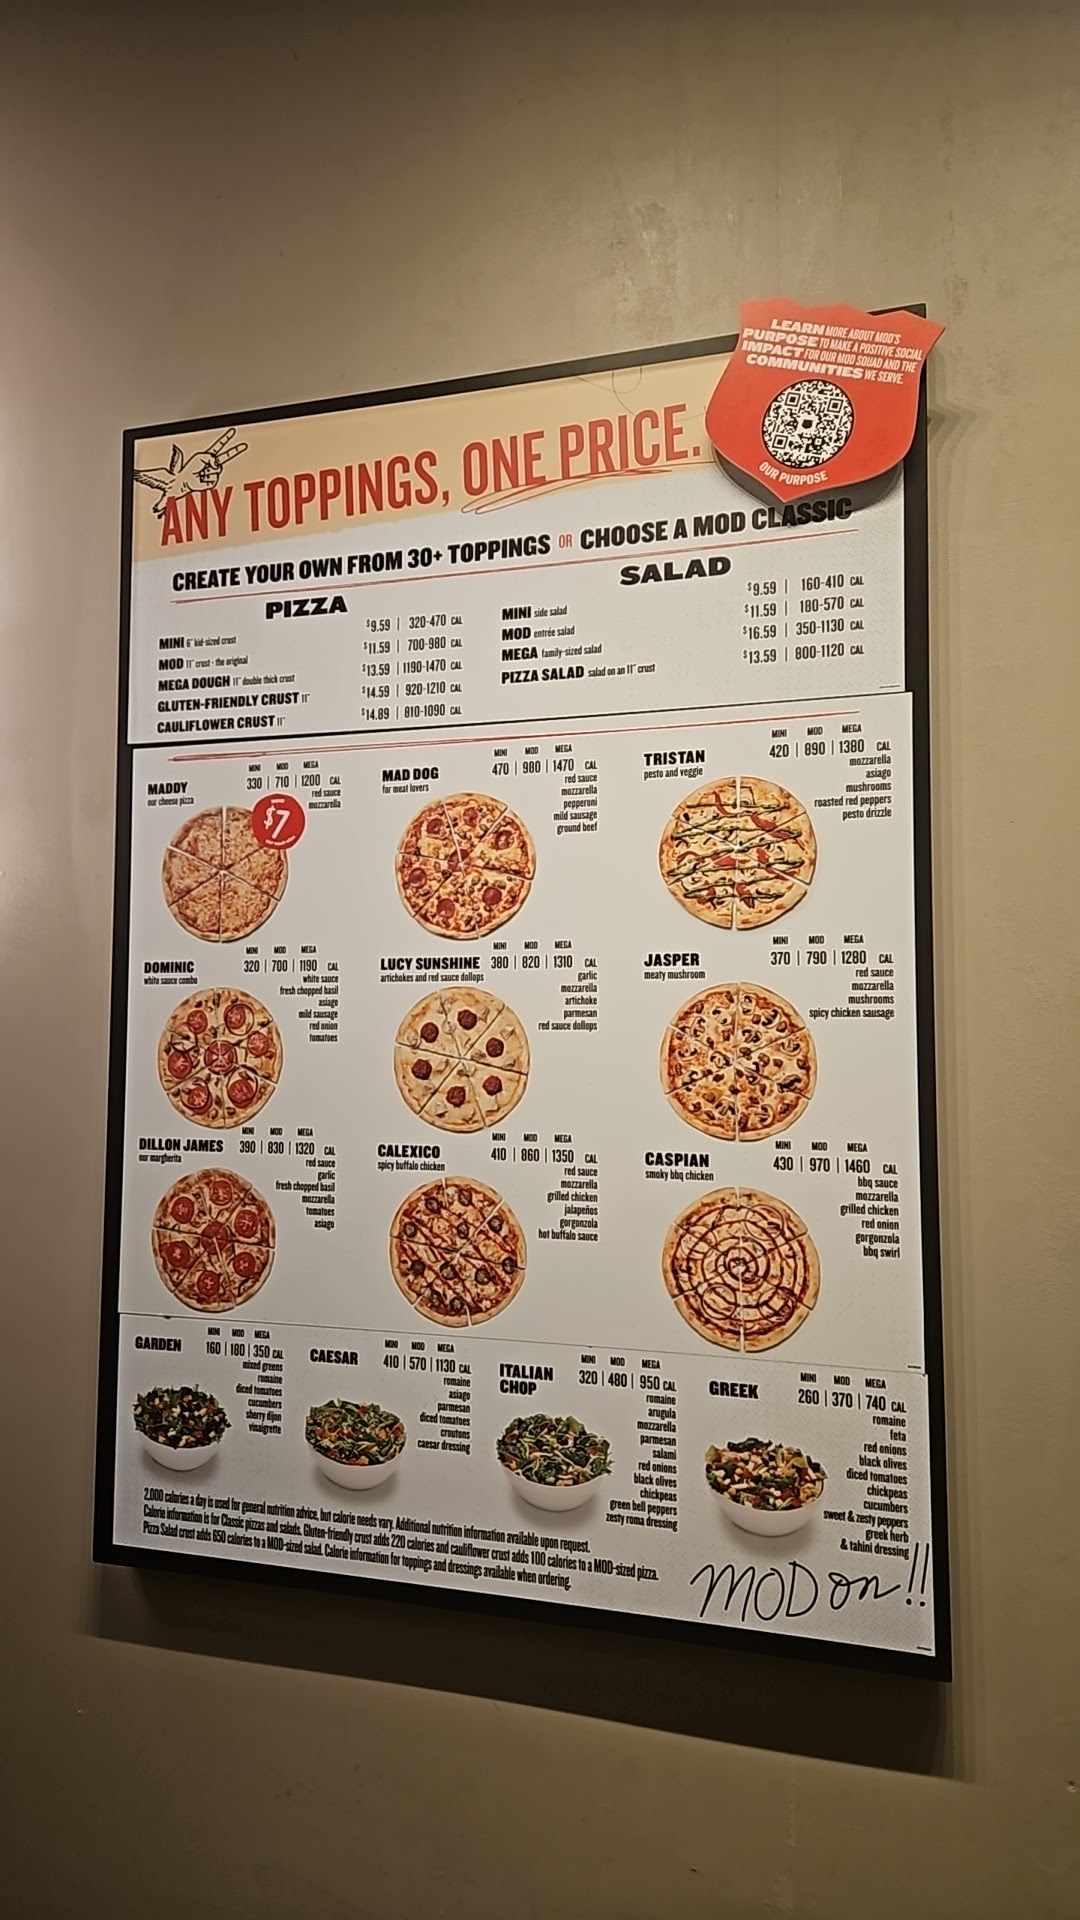 LEARN MORE ABOUT MOD'S
PURPOSE TO MAKE A POSITIVE SOCIAL
IMPACT FOR OUR MOD SQUAD AND THE
COMMUNITIES WE SERVE.
OUR PURPOSE
ANY TOPPINGS, ONE PRICE.
CREATE YOUR OWN FROM 30+ TOPPINGS OR CHOOSE A MOD CLASSIC
PIZZA
MINI 6" kid-sized crust $9.59 | 320-470 CAL
MOD 11" crust - the original $11.59 | 700-980 CAL
MEGA DOUGH 11" double thick crust $13.59 | 1190-1470 CAL
GLUTEN-FRIENDLY CRUST 11" $14.59 | 920-1210 CAL
CAULIFLOWER CRUST 11" $14.89 | 810-1090 CAL
SALAD
MINI side salad $9.59 | 160-410 CAL
MOD entrée salad $11.59 | 180-570 CAL
MEGA family-sized salad $16.59 | 350-1130 CAL
PIZZA SALAD salad on an 11" crust $13.59 | 800-1120 CAL
MADDY
our cheese pizza
MINI MOD MEGA
330 | 710 | 1200 CAL
red sauce
mozzarella
$7
MAD DOG
for meat lovers
MINI MOD MEGA
470 | 980 | 1470 CAL
red sauce
mozzarella
pepperoni
mild sausage
ground beef
TRISTAN
pesto and veggie
MINI MOD MEGA
420 | 890 | 1380 CAL
mozzarella
asiago
mushrooms
roasted red peppers
pesto drizzle
DOMINIC
white sauce combo
MINI MOD MEGA
320 | 700 | 1190 CAL
white sauce
fresh chopped basil
asiago
mild sausage
red onion
tomatoes
LUCY SUNSHINE
artichokes and red sauce dollops
MINI MOD MEGA
380 | 820 | 1310 CAL
garlic
mozzarella
artichoke
parmesan
red sauce dollops
JASPER
meaty mushroom
MINI MOD MEGA
370 | 790 | 1280 CAL
red sauce
mozzarella
mushrooms
spicy chicken sausage
DILLON JAMES
our margherita
MINI MOD MEGA
390 | 830 | 1320 CAL
red sauce
garlic
fresh chopped basil
mozzarella
tomatoes
asiago
CALEXICO
spicy buffalo chicken
MINI MOD MEGA
410 | 860 | 1350 CAL
red sauce
mozzarella
grilled chicken
jalapeños
gorgonzola
hot buffalo sauce
CASPIAN
smoky bbq chicken
MINI MOD MEGA
430 | 970 | 1460 CAL
bbq sauce
mozzarella
grilled chicken
red onion
gorgonzola
bbq swirl
GARDEN
MINI MOD MEGA
160 | 180 | 350 CAL
mixed greens
romaine
diced tomatoes
cucumbers
sherry dijon
vinaigrette
CAESAR
MINI MOD MEGA
410 | 570 | 1130 CAL
romaine
asiago
parmesan
diced tomatoes
croutons
caesar dressing
ITALIAN
CHOP
MINI MOD MEGA
320 | 480 | 950 CAL
romaine
arugula
mozzarella
parmesan
salami
red onions
black olives
chickpeas
green bell peppers
zesty roma dressing
GREEK
MINI MOD MEGA
260 | 370 | 740 CAL
romaine
feta
red onions
black olives
diced tomatoes
chickpeas
cucumbers
sweet & zesty peppers
greek herb
& tahini dressing
2,000 calories a day is used for general nutrition advice, but calorie needs vary. Additional nutrition information available upon request.
Calorie information is for Classic pizzas and salads. Gluten-friendly crust adds 220 calories and cauliflower crust adds 100 calories to a MOD-sized pizza.
Pizza Salad crust adds 650 calories to a MOD-sized salad. Calorie information for toppings and dressings available when ordering.
MOD on!!